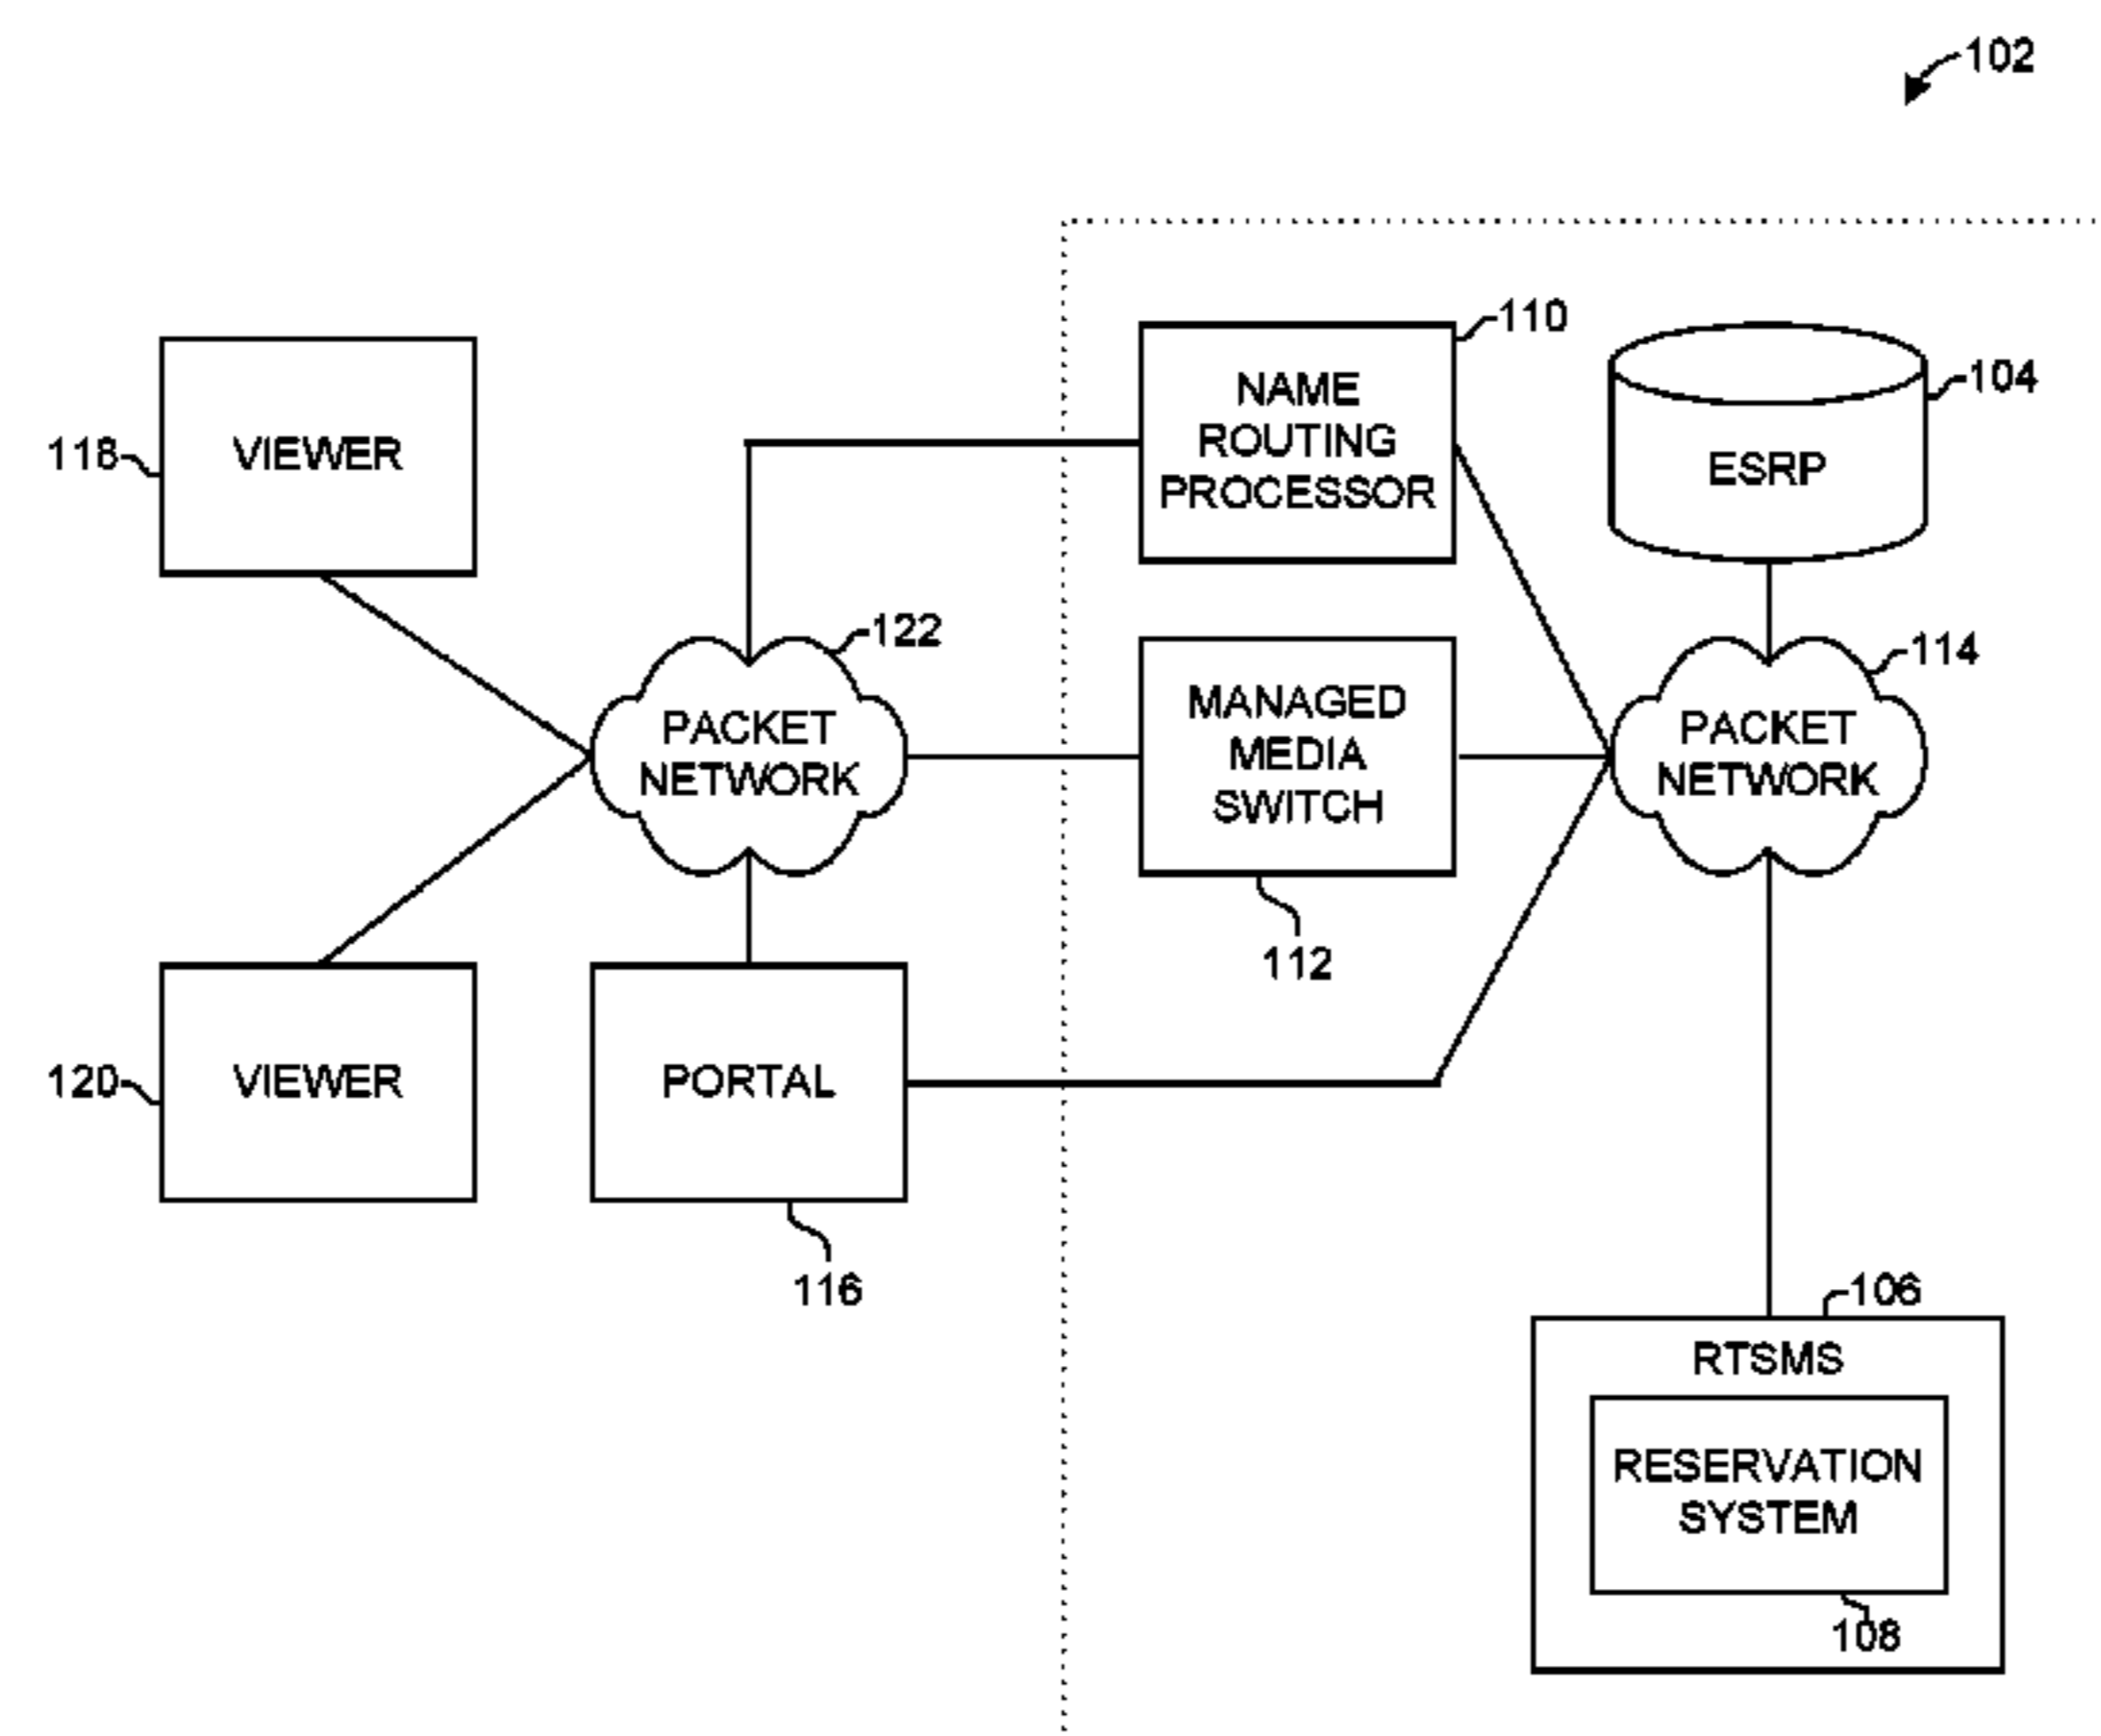 102
110
NAME
ROUTING
PROCESSOR
104
ESRP
118
VIEWER
122
PACKET
NETWORK
MANAGED
MEDIA
SWITCH
112
114
PACKET
NETWORK
120
VIEWER
PORTAL
116
106
RTSMS
RESERVATION
SYSTEM
108